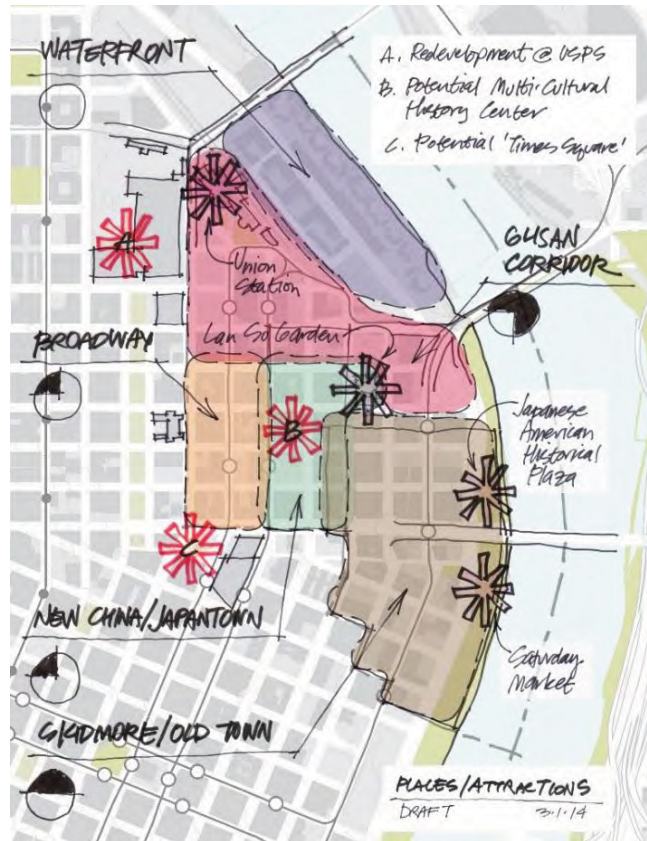 WATERFRONT
A. Redevelopment @ USPS
B. Potential Multi-Cultural
History Center
C. Potential 'Times Square'
A
Union
Station
GLISAN
CORRIDOR
Lan Su Garden
BROADWAY
B
Japanese
American
Historical
Plaza
C
NEW CHINA/JAPANTOWN
Saturday
Market
SKIDMORE/OLD TOWN
PLACES/ATTRACTIONS
DRAFT 3.1.14